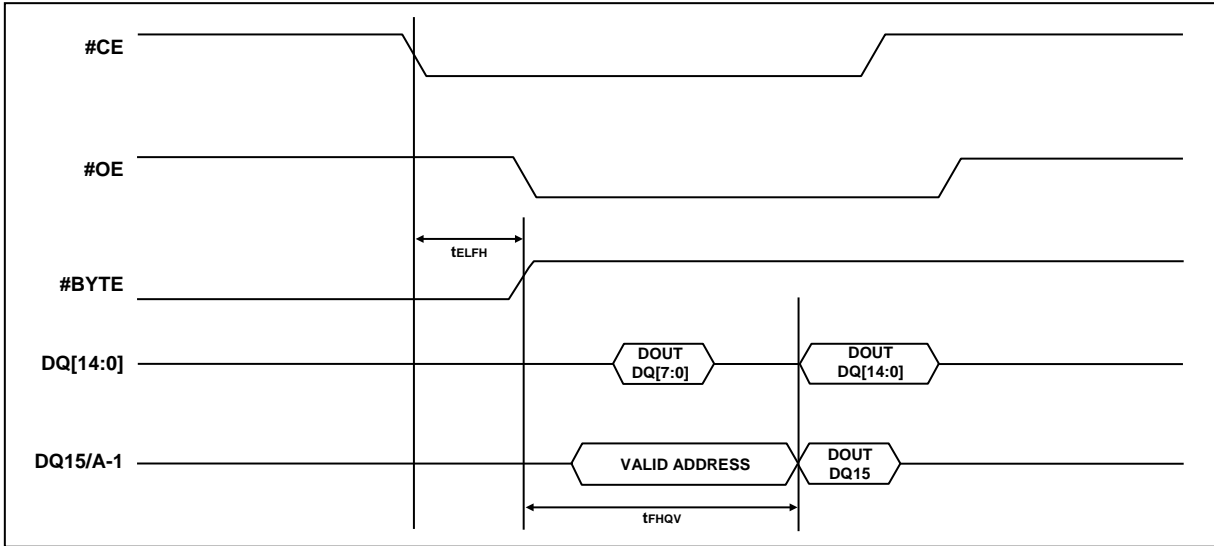 #CE
#OE
tELFH
#BYTE
DQ[14:0]
DOUT
DQ[7:0]
DOUT
DQ[14:0]
DQ15/A-1
VALID ADDRESS
DOUT
DQ15
tFHQV